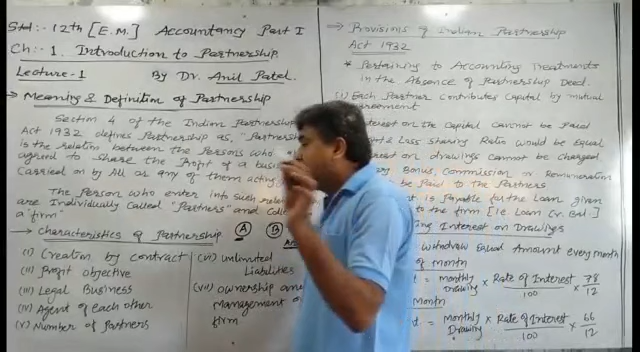 Std:- 12th [E.M.] Accountancy Part I
Ch:- 1. Introduction to Partnership.
Lecture-1 By Dr. Anil Patel.
→ Meaning & Definition of Partnership
Section 4 of the Indian Partnership
Act 1932 defines Partnership as, "Partnership
is the relation between the Persons who
agreed to share the Profit of a
Carried on by All or any of them acting
The Person who enter into such
are Individually Called "Partners" and
a firm"
→ Characteristics of Partnership
(i) Creation by contract
(ii) Profit objective
(iii) Legal Business
(iv) Agent of each other
(v) Number of Partners
A B
(vi) unlimited
Liabilities
(vii) ownership and
Management of
firm
→ Provisions of Indian Partnership
Act 1932
* Pertaining to Accounting Treatments
in the Absence of Partnership Deed.
(i) Each Partner Contributes Capital by mutual
agreement
Interest on the Capital Cannot be Paid
& Loss sharing Ratio would be Equal
on drawings cannot be charged
Bonus, Commission or Remuneration
be Paid to the Partners
is Payable for the Loan given
to the firm [ie Loan Cr. Bal.]
Interest on Drawings
withdraw Equal Amount every month
of month
= monthly Drawing × Rate of Interest / 100 × 78 / 12
month
= monthly Drawing × Rate of Interest / 100 × 66 / 12